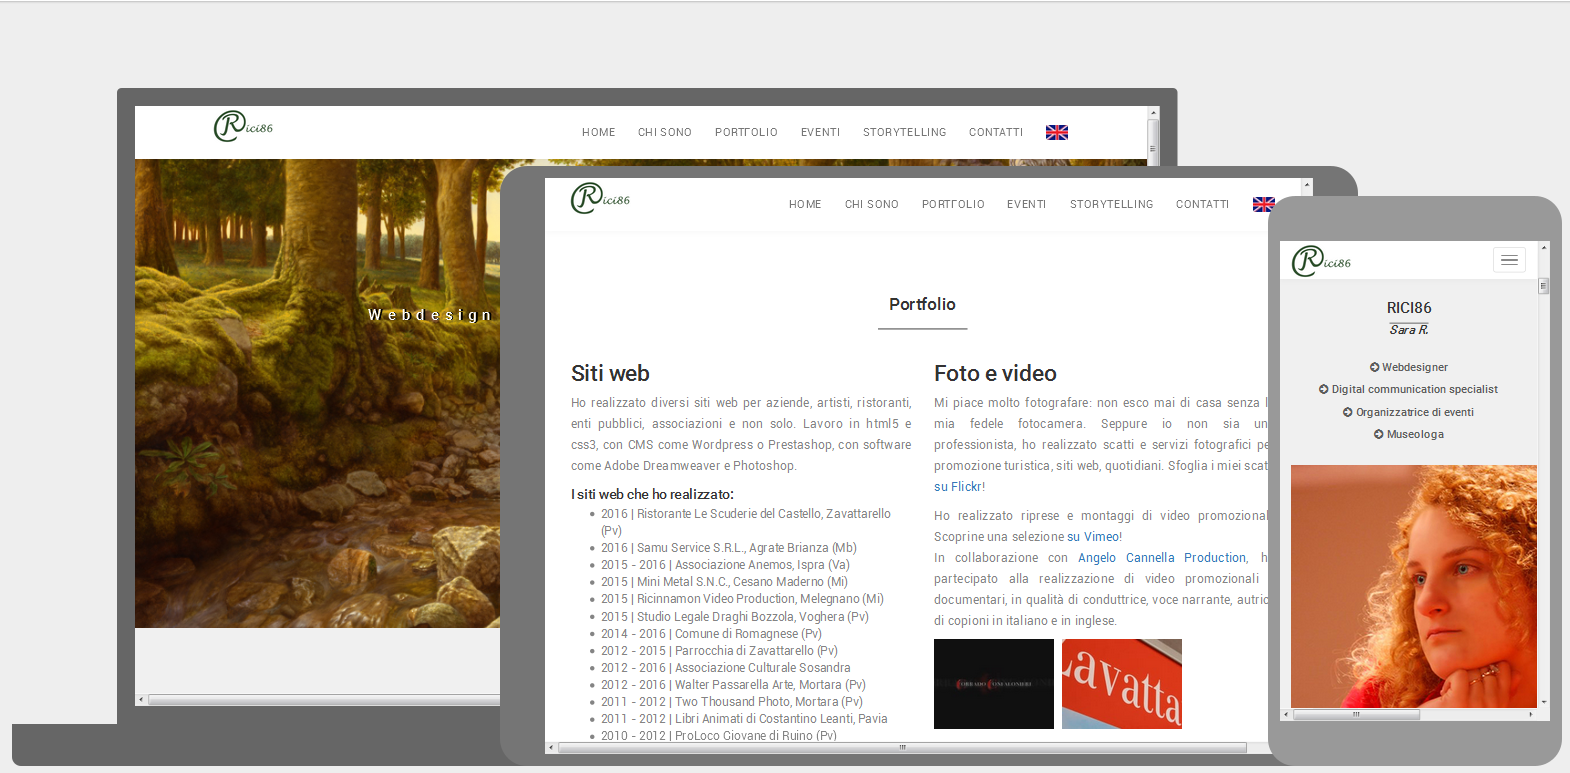 Rici86
HOME CHI SONO PORTFOLIO EVENTI STORYTELLING CONTATTI
Webdesign
Rici86
HOME CHI SONO PORTFOLIO EVENTI STORYTELLING CONTATTI
Portfolio
Siti web
Ho realizzato diversi siti web per aziende, artisti, ristoranti,
enti pubblici, associazioni e non solo. Lavoro in html5 e
css3, con CMS come Wordpress o Prestashop, con software
come Adobe Dreamweaver e Photoshop.
I siti web che ho realizzato:
2016 | Ristorante Le Scuderie del Castello, Zavattarello
(Pv)
2016 | Samu Service S.R.L., Agrate Brianza (Mb)
2015 - 2016 | Associazione Anemos, Ispra (Va)
2015 | Mini Metal S.N.C., Cesano Maderno (Mi)
2015 | Ricinnamon Video Production, Melegnano (Mi)
2015 | Studio Legale Draghi Bozzola, Voghera (Pv)
2014 - 2016 | Comune di Romagnese (Pv)
2012 - 2015 | Parrocchia di Zavattarello (Pv)
2012 - 2016 | Associazione Culturale Sosandra
2012 - 2016 | Walter Passarella Arte, Mortara (Pv)
2011 - 2012 | Two Thousand Photo, Mortara (Pv)
2011 - 2012 | Libri Animati di Costantino Leanti, Pavia
2010 - 2012 | ProLoco Giovane di Ruino (Pv)
Foto e video
Mi piace molto fotografare: non esco mai di casa senza l
mia fedele fotocamera. Seppure io non sia un
professionista, ho realizzato scatti e servizi fotografici pe
promozione turistica, siti web, quotidiani. Sfoglia i miei scat
su Flickr!
Ho realizzato riprese e montaggi di video promozional
Scoprine una selezione su Vimeo!
In collaborazione con Angelo Cannella Production, h
partecipato alla realizzazione di video promozionali
documentari, in qualità di conduttrice, voce narrante, autric
di copioni in italiano e in inglese.
Lavatta
Rici86
RICI86
Sara R.
Webdesigner
Digital communication specialist
Organizzatrice di eventi
Museologa